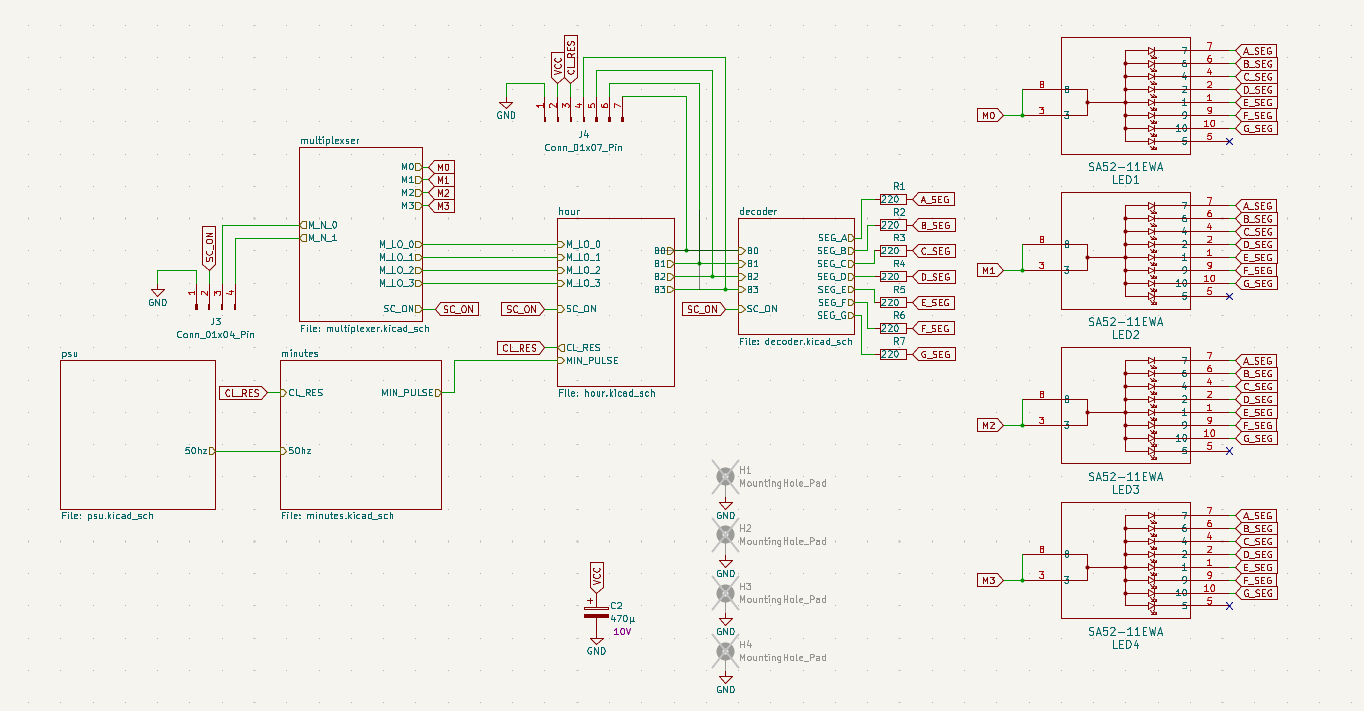 multiplexser
M0
M1
M2
M3
M0
M1
M2
M3
M_N_0
M_N_1
M_LO_0
M_LO_1
M_LO_2
M_LO_3
SC_ON
SC_ON
File: multiplexer.kicad_sch
SC_ON
GND
1
2
3
4
J3
Conn_01x04_Pin
psu
50hz
File: psu.kicad_sch
minutes
CL_RES
CL_RES
MIN_PULSE
50hz
File: minutes.kicad_sch
VCC
CL_RES
GND
1
2
3
4
5
6
7
J4
Conn_01x07_Pin
hour
M_LO_0
M_LO_1
M_LO_2
M_LO_3
SC_ON
SC_ON
CL_RES
CL_RES
MIN_PULSE
B0
B1
B2
B3
File: hour.kicad_sch
decoder
B0
B1
B2
B3
SC_ON
SC_ON
SEG_A
SEG_B
SEG_C
SEG_D
SEG_E
SEG_F
SEG_G
File: decoder.kicad_sch
R1
220
A_SEG
R2
220
B_SEG
R3
220
C_SEG
R4
220
D_SEG
R5
220
E_SEG
R6
220
F_SEG
R7
220
G_SEG
VCC
+
C2
470µ
10V
GND
H1
MountingHole_Pad
GND
H2
MountingHole_Pad
GND
H3
MountingHole_Pad
GND
H4
MountingHole_Pad
GND
M0
8 8
3 3
7 7 A_SEG
6 6 B_SEG
4 4 C_SEG
2 2 D_SEG
1 1 E_SEG
9 9 F_SEG
10 10 G_SEG
5 5
SA52-11EWA
LED1
M1
8 8
3 3
7 7 A_SEG
6 6 B_SEG
4 4 C_SEG
2 2 D_SEG
1 1 E_SEG
9 9 F_SEG
10 10 G_SEG
5 5
SA52-11EWA
LED2
M2
8 8
3 3
7 7 A_SEG
6 6 B_SEG
4 4 C_SEG
2 2 D_SEG
1 1 E_SEG
9 9 F_SEG
10 10 G_SEG
5 5
SA52-11EWA
LED3
M3
8 8
3 3
7 7 A_SEG
6 6 B_SEG
4 4 C_SEG
2 2 D_SEG
1 1 E_SEG
9 9 F_SEG
10 10 G_SEG
5 5
SA52-11EWA
LED4